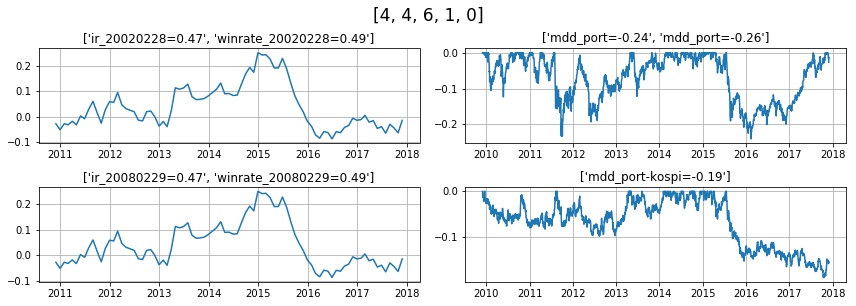 [4, 4, 6, 1, 0]
['ir_20020228=0.47', 'winrate_20020228=0.49']
0.2
0.1
0.0
−0.1
2011 2012 2013 2014 2015 2016 2017 2018
['mdd_port=-0.24', 'mdd_port=-0.26']
0.0
−0.1
−0.2
2010 2011 2012 2013 2014 2015 2016 2017 2018
['ir_20080229=0.47', 'winrate_20080229=0.49']
0.2
0.1
0.0
−0.1
2011 2012 2013 2014 2015 2016 2017 2018
['mdd_port-kospi=-0.19']
0.0
−0.1
2010 2011 2012 2013 2014 2015 2016 2017 2018